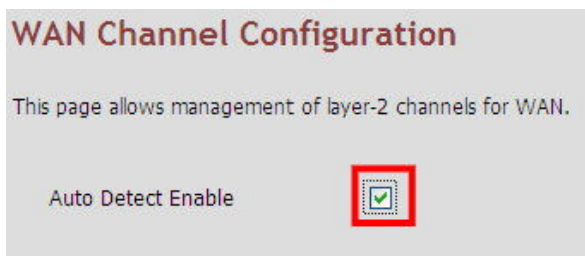 WAN Channel Configuration
This page allows management of layer-2 channels for WAN.
Auto Detect Enable